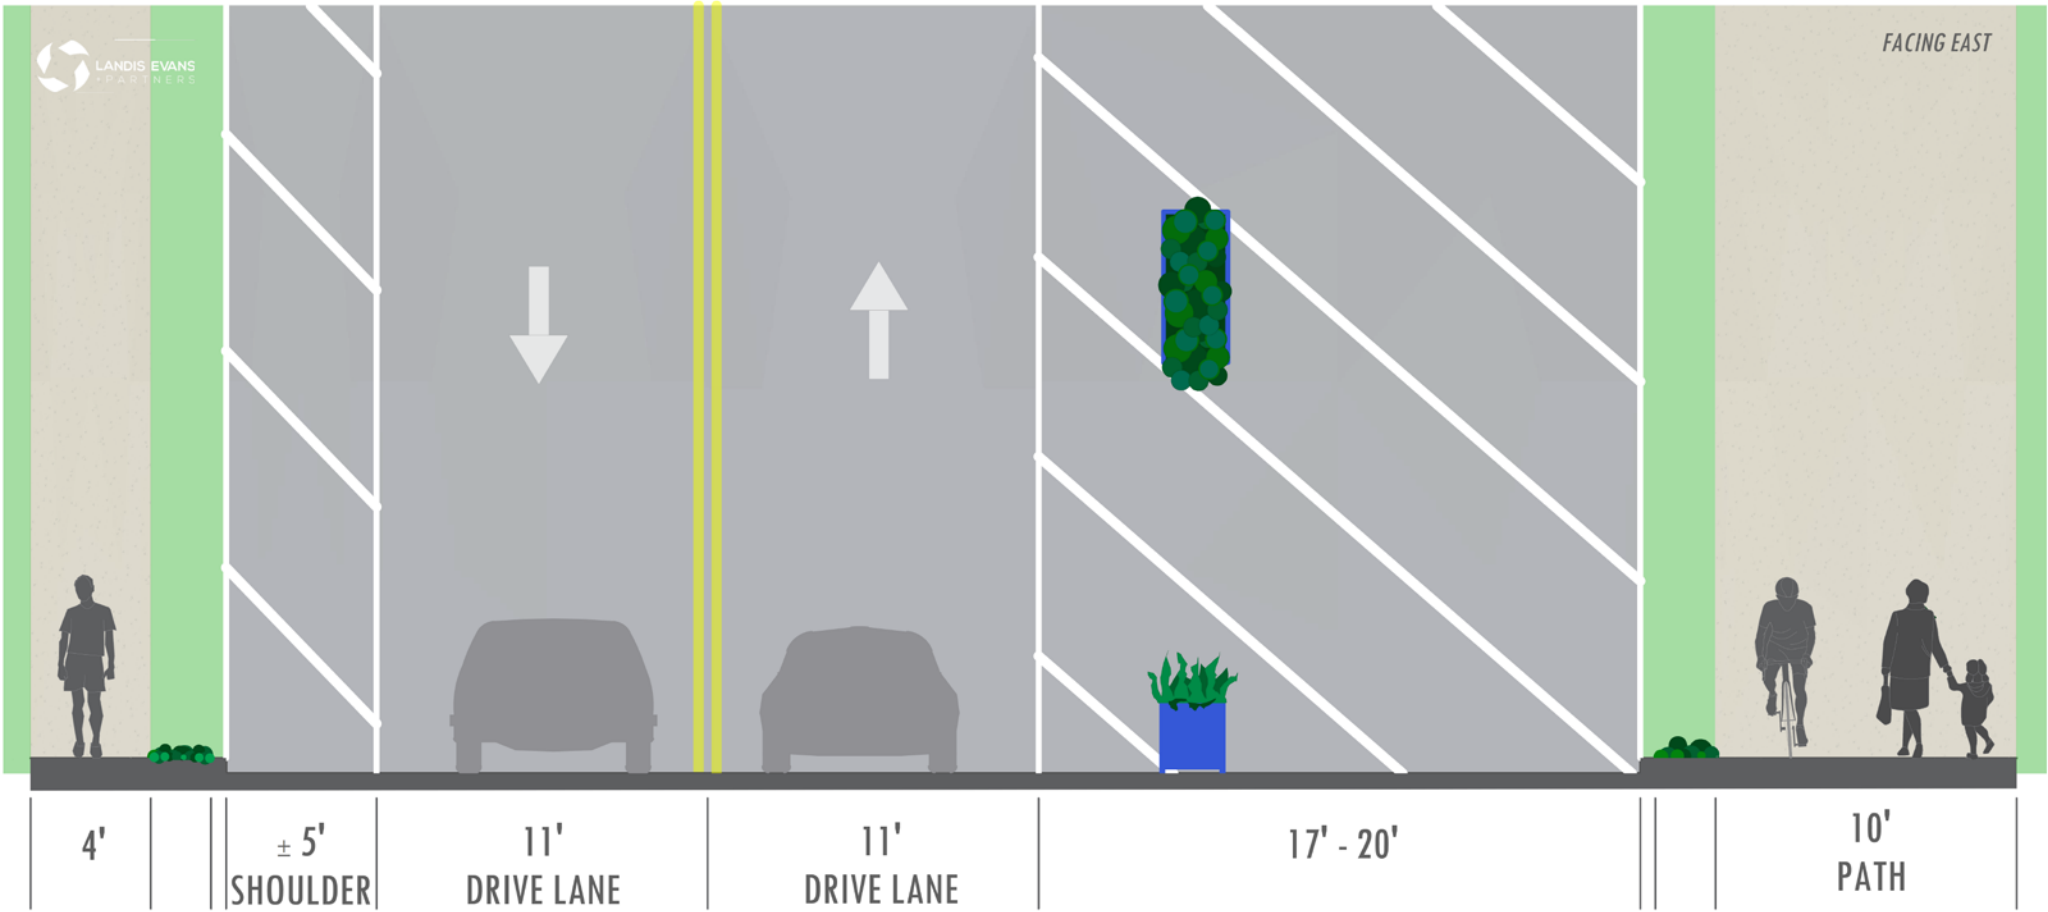 LANDIS EVANS
+PARTNERS
FACING EAST
4'
± 5'
SHOULDER
11'
DRIVE LANE
11'
DRIVE LANE
17' - 20'
10'
PATH